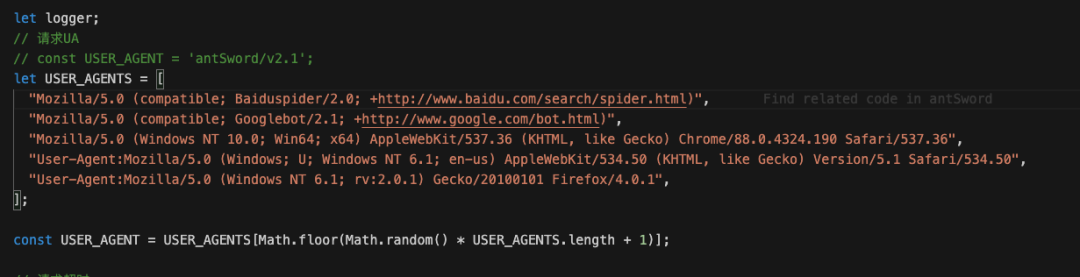 let logger;
// 请求UA
// const USER_AGENT = 'antSword/v2.1';
let USER_AGENTS = [
"Mozilla/5.0 (compatible; Baiduspider/2.0; +http://www.baidu.com/search/spider.html)", Find related code in antSword
"Mozilla/5.0 (compatible; Googlebot/2.1; +http://www.google.com/bot.html)",
"Mozilla/5.0 (Windows NT 10.0; Win64; x64) AppleWebKit/537.36 (KHTML, like Gecko) Chrome/88.0.4324.190 Safari/537.36",
"User-Agent:Mozilla/5.0 (Windows; U; Windows NT 6.1; en-us) AppleWebKit/534.50 (KHTML, like Gecko) Version/5.1 Safari/534.50",
"User-Agent:Mozilla/5.0 (Windows NT 6.1; rv:2.0.1) Gecko/20100101 Firefox/4.0.1",
];
const USER_AGENT = USER_AGENTS[Math.floor(Math.random() * USER_AGENTS.length + 1)];